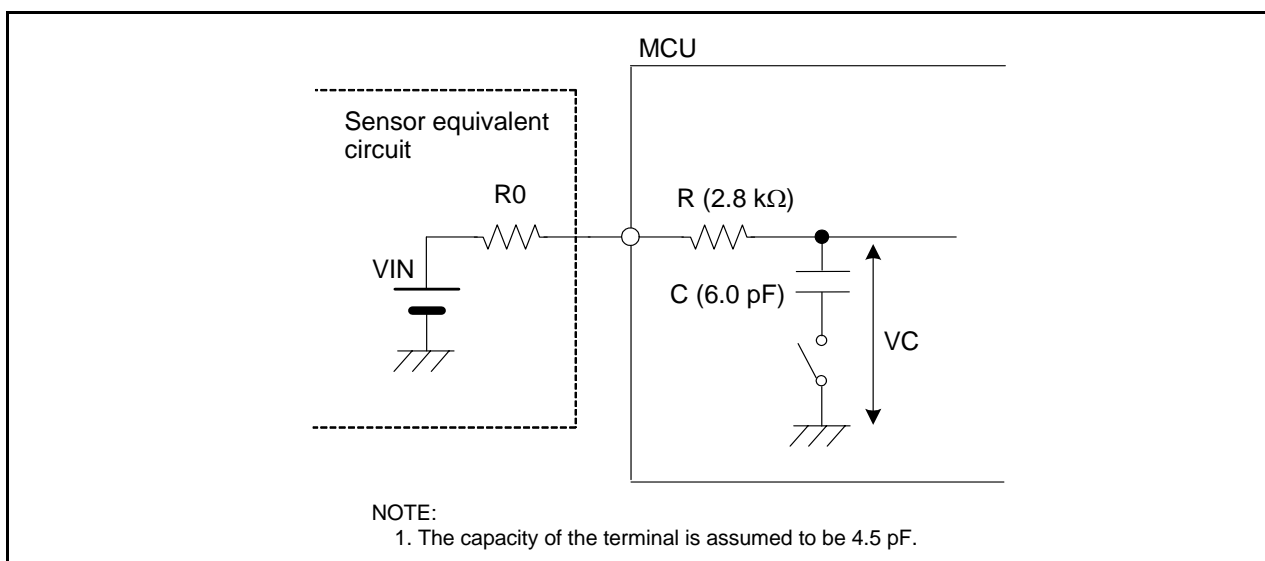 MCU
Sensor equivalent
circuit
R0
R (2.8 kΩ)
VIN
C (6.0 pF)
VC
NOTE:
1. The capacity of the terminal is assumed to be 4.5 pF.